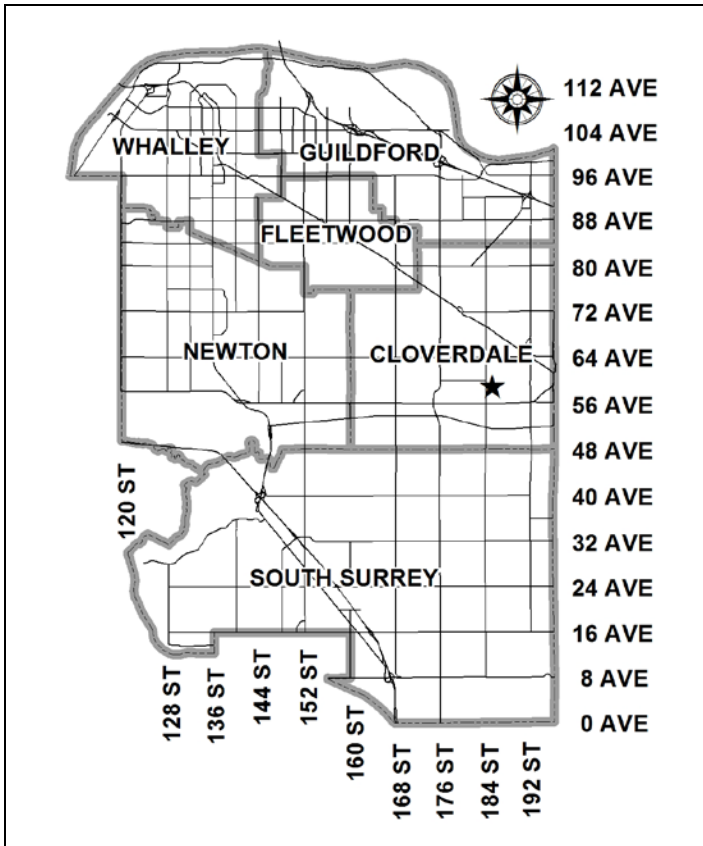 112 AVE
104 AVE
WHALLEY
GUILDFORD
96 AVE
88 AVE
FLEETWOOD
80 AVE
72 AVE
NEWTON
CLOVERDALE
64 AVE
56 AVE
48 AVE
120 ST
40 AVE
32 AVE
SOUTH SURREY
24 AVE
16 AVE
8 AVE
0 AVE
128 ST
136 ST
144 ST
152 ST
160 ST
168 ST
176 ST
184 ST
192 ST